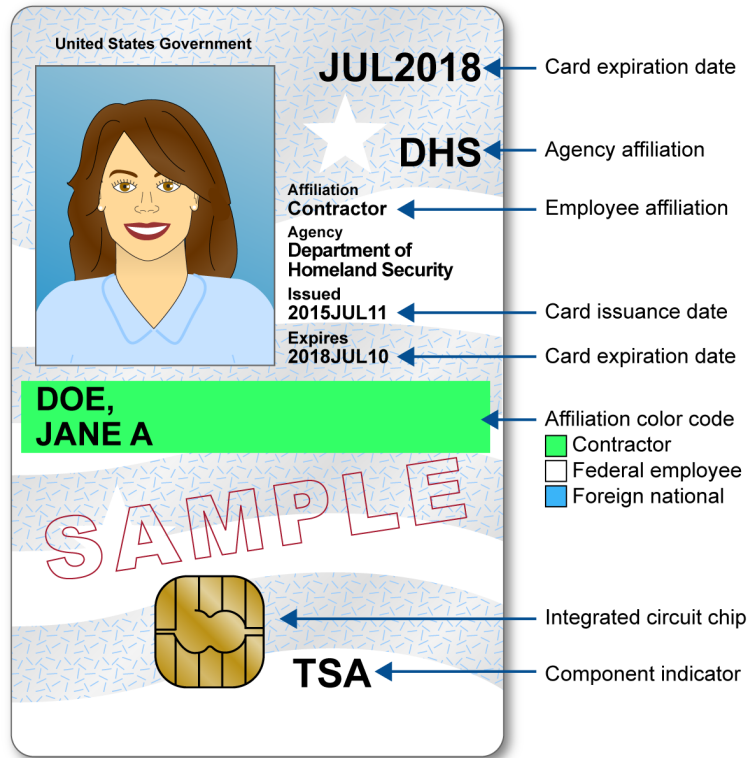 United States Government
JUL2018
Card expiration date
DHS
Agency affiliation
Affiliation
Contractor
Employee affiliation
Agency
Department of
Homeland Security
Issued
2015JUL11
Card issuance date
Expires
2018JUL10
Card expiration date
DOE,
JANE A
Affiliation color code
Contractor
Federal employee
Foreign national
SAMPLE
Integrated circuit chip
TSA
Component indicator